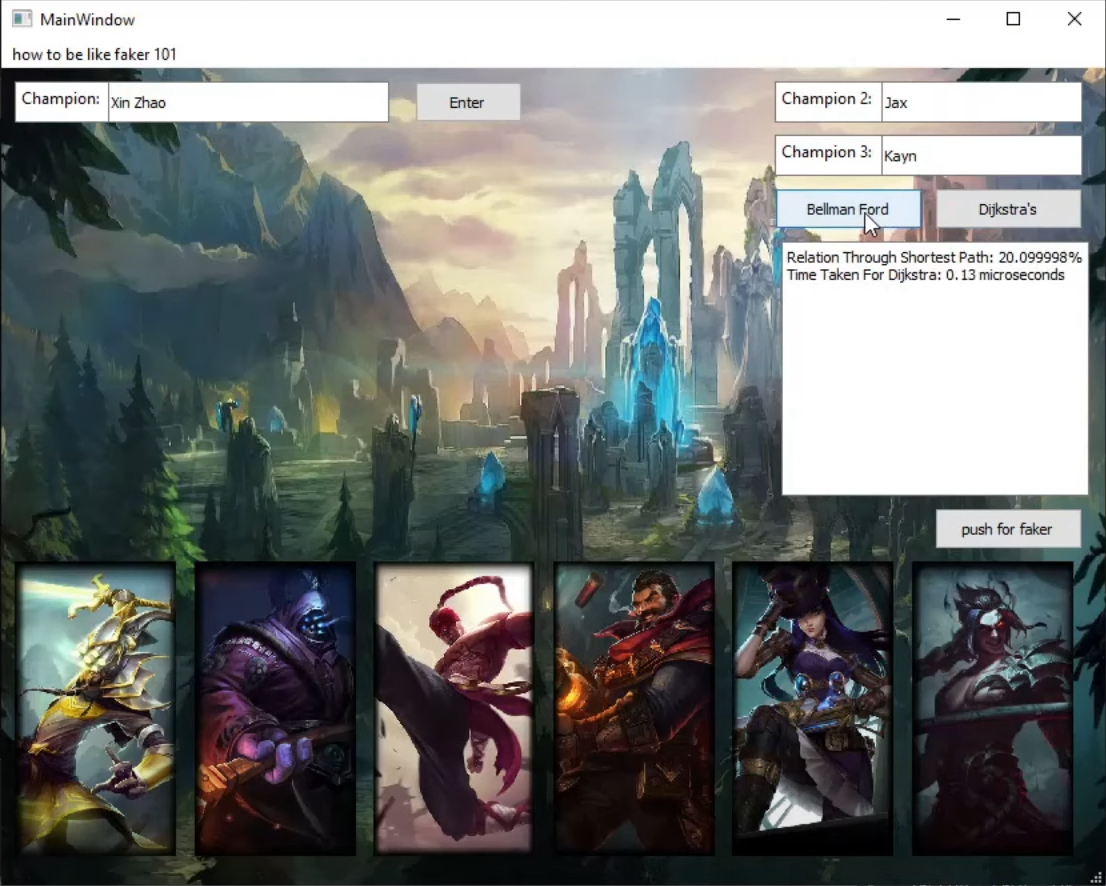 MainWindow
how to be like faker 101
Champion: Xin Zhao Enter
Champion 2: Jax
Champion 3: Kayn
Bellman Ford Dijkstra's
Relation Through Shortest Path: 20.099998%
Time Taken For Dijkstra: 0.13 microseconds
push for faker